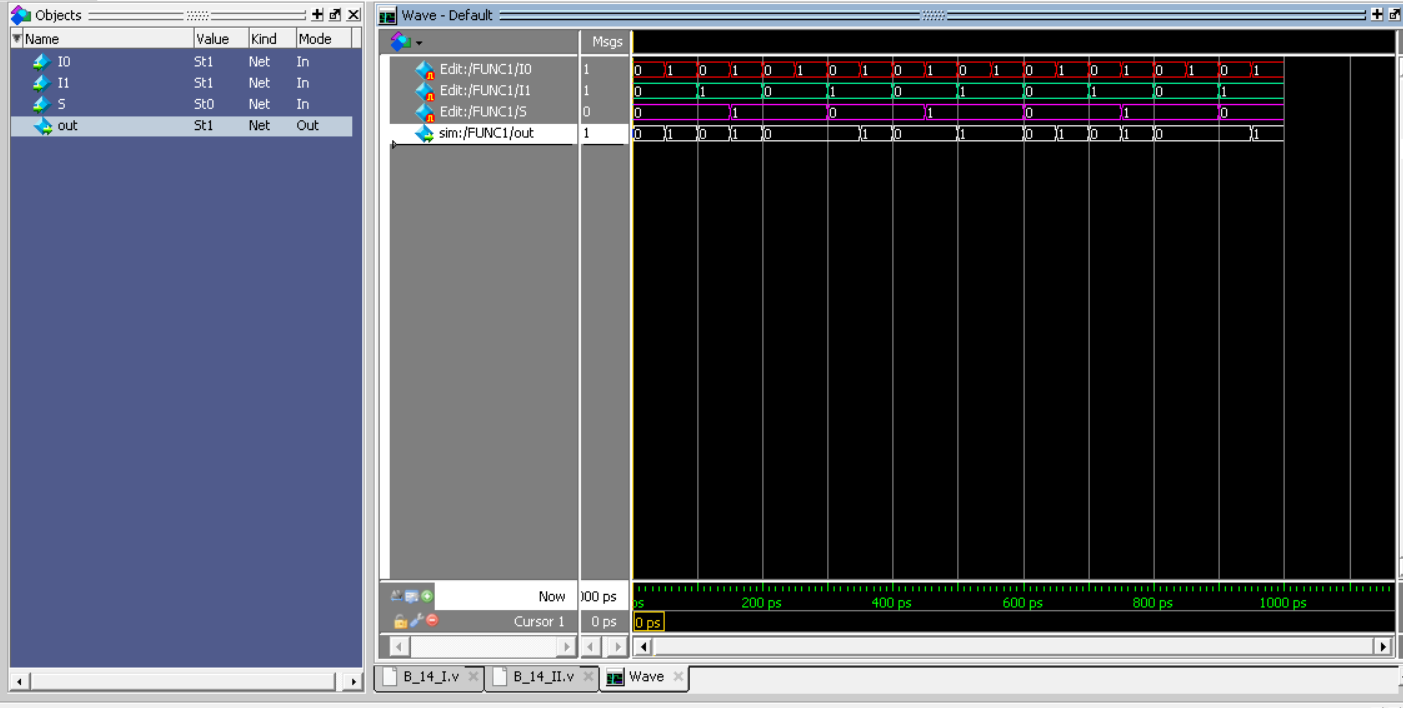 Objects
Name Value Kind Mode
I0 St1 Net In
I1 St1 Net In
S St0 Net In
out St1 Net Out
Wave - Default
Msgs
Edit:/FUNC1/I0 1 0 1 0 1 0 1 0 1 0 1 0 1 0 1 0 1 0 1 0 1
Edit:/FUNC1/I1 1 0 1 0 1 0 1 0 1 0 1
Edit:/FUNC1/S 0 0 1 0 1 0 1 0
sim:/FUNC1/out 1 0 1 0 1 0 1 0 1 0 1 0 1 0 1
Now 000 ps ps 200 ps 400 ps 600 ps 800 ps 1000 ps
Cursor 1 0 ps 0 ps
B_14_I.v B_14_II.v Wave